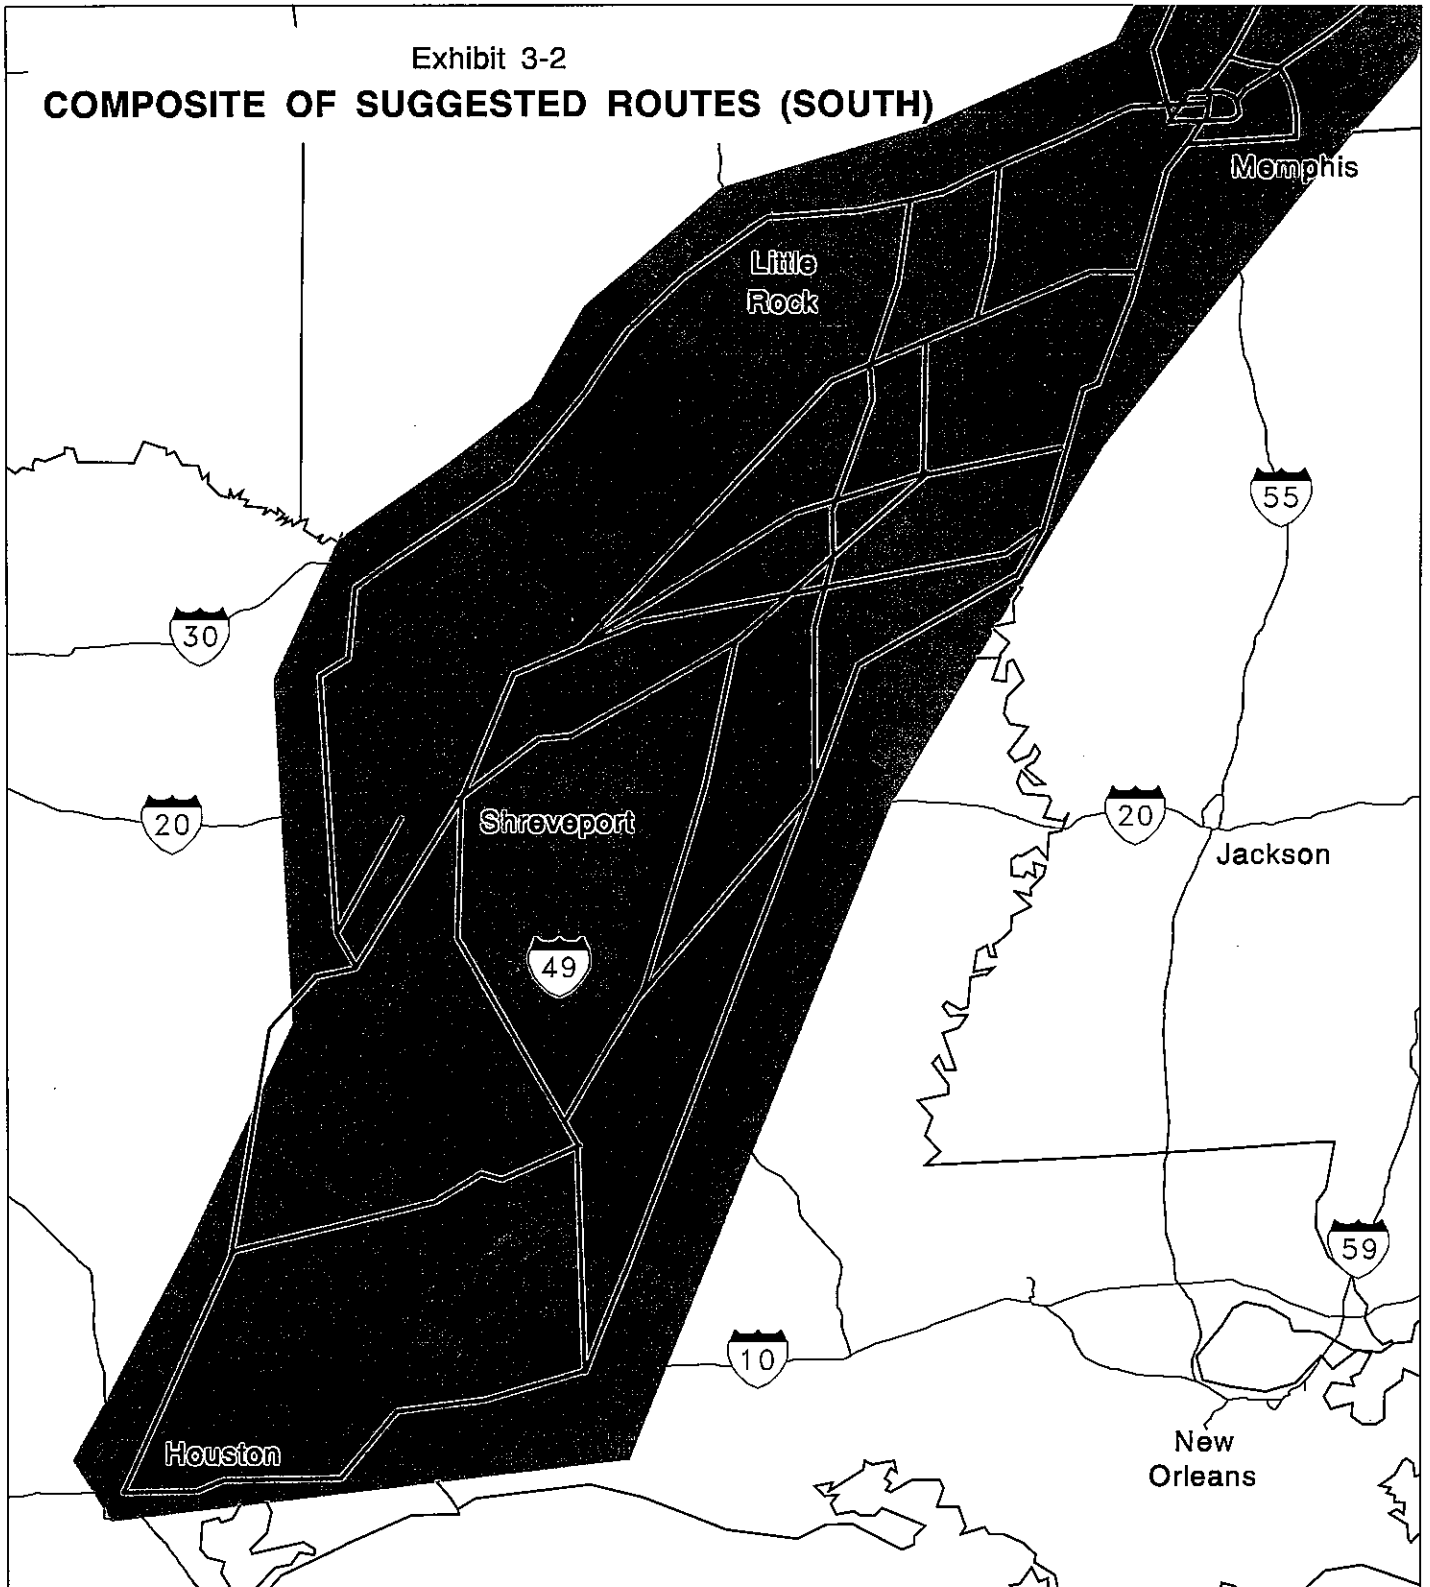 Exhibit 3-2
COMPOSITE OF SUGGESTED ROUTES (SOUTH)
Memphis
Little
Rock
55
30
20
Shreveport
20
Jackson
49
59
10
Houston
New
Orleans